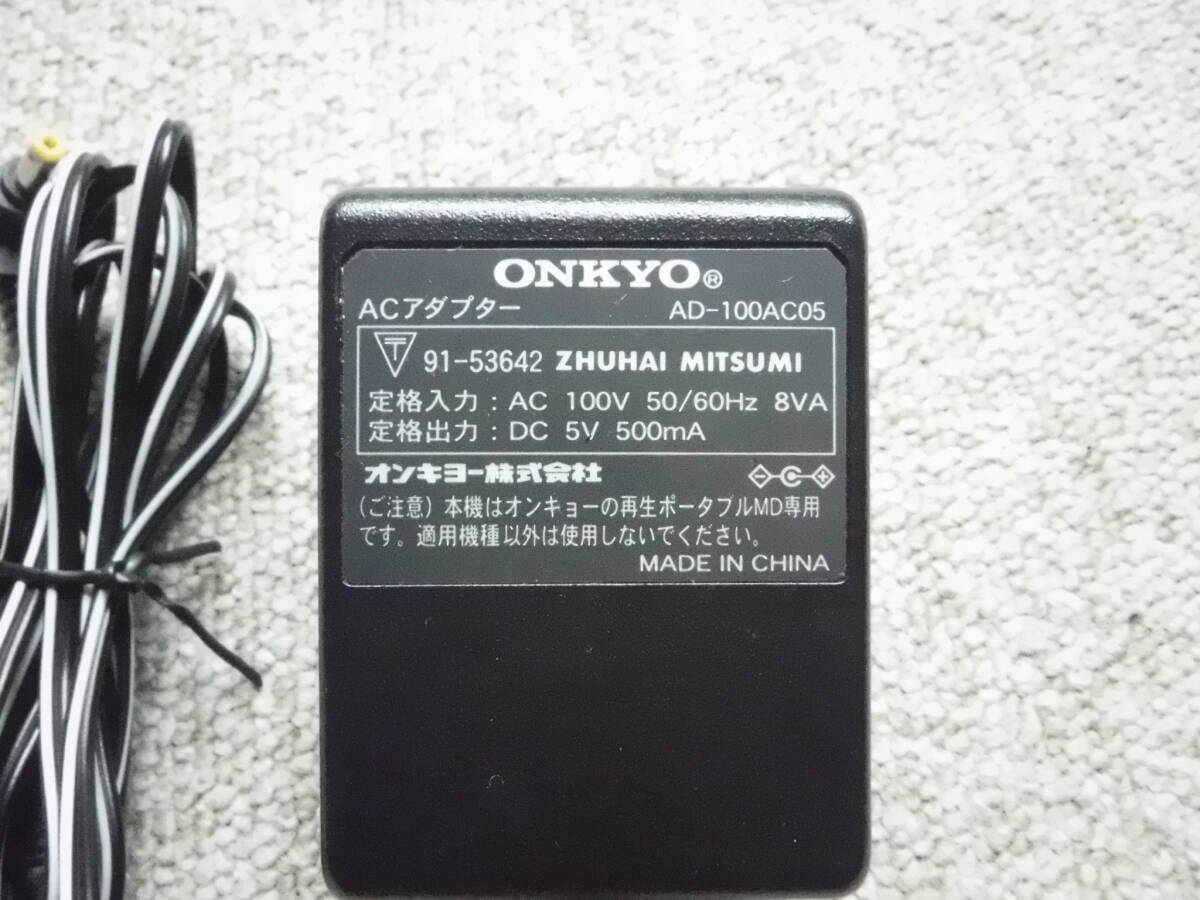 ONKYO®
ACアダプター AD-100AC05
〒 91-53642 ZHUHAI MITSUMI
定格入力：AC 100V 50/60Hz 8VA
定格出力：DC 5V 500mA
オンキヨー株式会社
（ご注意）本機はオンキョーの再生ポータブルMD専用
です。適用機種以外は使用しないでください。
MADE IN CHINA